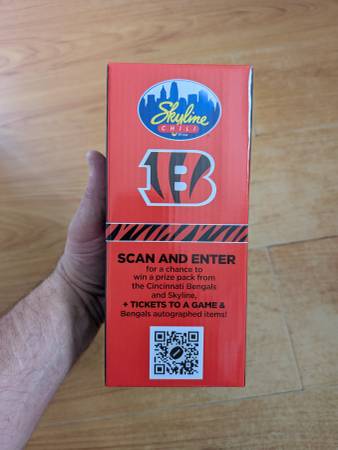 Skyline
CHILI
B
SCAN AND ENTER
for a chance to
win a prize pack from
the Cincinnati Bengals
and Skyline,
+ TICKETS TO A GAME &
Bengals autographed items!